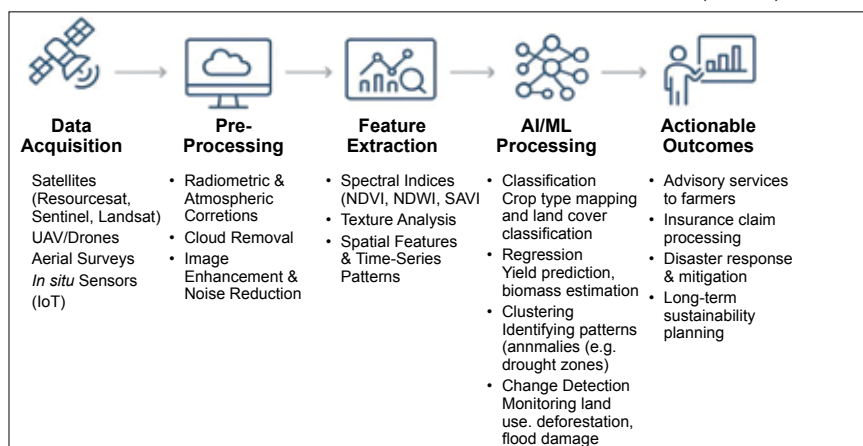 Data
Acquisition
Satellites
(Resourcesat,
Sentinel, Landsat)
UAV/Drones
Aerial Surveys
In situ Sensors
(IoT)
Pre-
Processing
• Radiometric &
Atmospheric
Corretions
• Cloud Removal
• Image
Enhancement &
Noise Reduction
Feature
Extraction
• Spectral Indices
(NDVI, NDWI, SAVI
• Texture Analysis
• Spatial Features
& Time-Series
Patterns
AI/ML
Processing
• Classification
Crop type mapping
and land cover
classification
• Regression
Yield prediction,
biomass estimation
• Clustering
Identifying patterns
(annmalies (e.g.
drought zones)
• Change Detection
Monitoring land
use. deforestation,
flood damage
Actionable
Outcomes
• Advisory services
to farmers
• Insurance claim
processing
• Disaster response
& mitigation
• Long-term
sustainability
planning